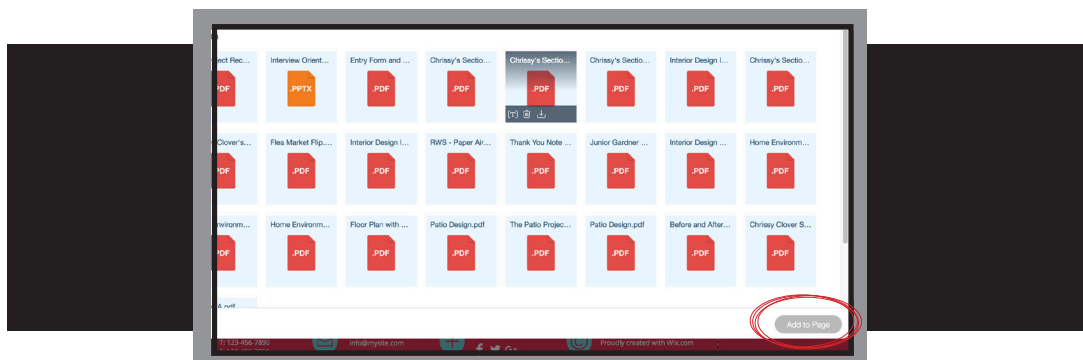 ect Rec... Interview Orient... Entry Form and ... Chrissy's Sectio... Chrissy's Sectio... Chrissy's Sectio... Interior Design I... Chrissy's Sectio...
PDF .PPTX .PDF .PDF .PDF .PDF .PDF .PDF
{T}
Clover's... Flea Market Flip.... Interior Design I... RWS - Paper Air... Thank You Note ... Junior Gardner ... Interior Design ... Home Environm...
PDF .PDF .PDF .PDF .PDF .PDF .PDF .PDF
nvironm... Home Environm... Floor Plan with ... Patio Design.pdf The Patio Projec... Patio Design.pdf Before and After... Chrissy Clover S...
PDF .PDF .PDF .PDF .PDF .PDF .PDF .PDF
A.pdf
Add to Page
T: 123-456-7890 info@mysite.com f G+ Proudly created with Wix.com